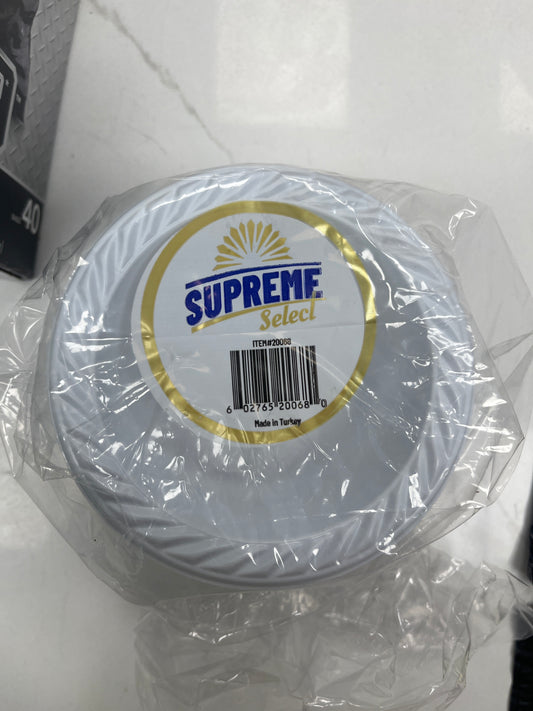 SUPREME
Select
ITEM#20068
6 02765 20068 0
Made in Turkey
40